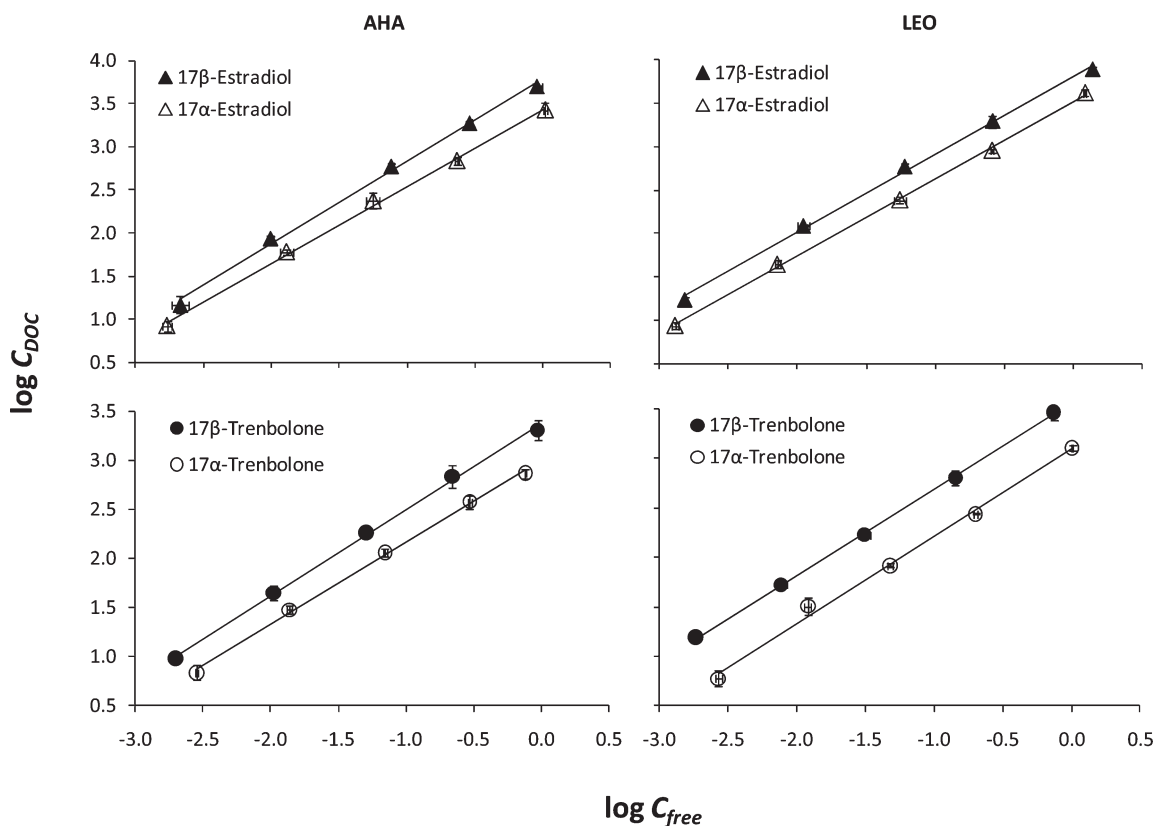 AHA
LEO
log C_DOC
4.0
3.5
3.0
2.5
2.0
1.5
1.0
0.5
17β-Estradiol
17α-Estradiol
17β-Estradiol
17α-Estradiol
3.5
3.0
2.5
2.0
1.5
1.0
0.5
17β-Trenbolone
17α-Trenbolone
17β-Trenbolone
17α-Trenbolone
-3.0 -2.5 -2.0 -1.5 -1.0 -0.5 0.0 0.5
-3.0 -2.5 -2.0 -1.5 -1.0 -0.5 0.0 0.5
log C_free